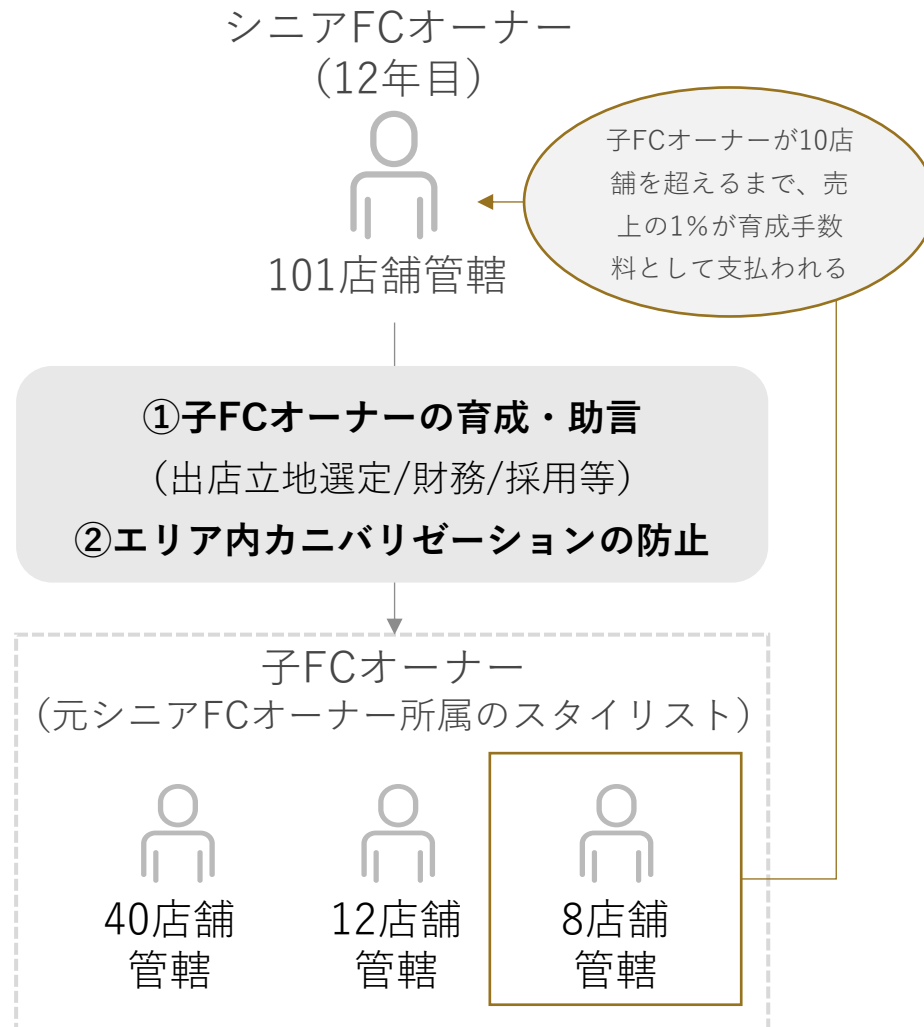 シニアFCオーナー
(12年目)
101店舗管轄
子FCオーナーが10店
舗を超えるまで、売
上の1%が育成手数
料として支払われる
①子FCオーナーの育成・助言
(出店立地選定/財務/採用等)
②エリア内カニバリゼーションの防止
子FCオーナー
(元シニアFCオーナー所属のスタイリスト)
40店舗
管轄
12店舗
管轄
8店舗
管轄